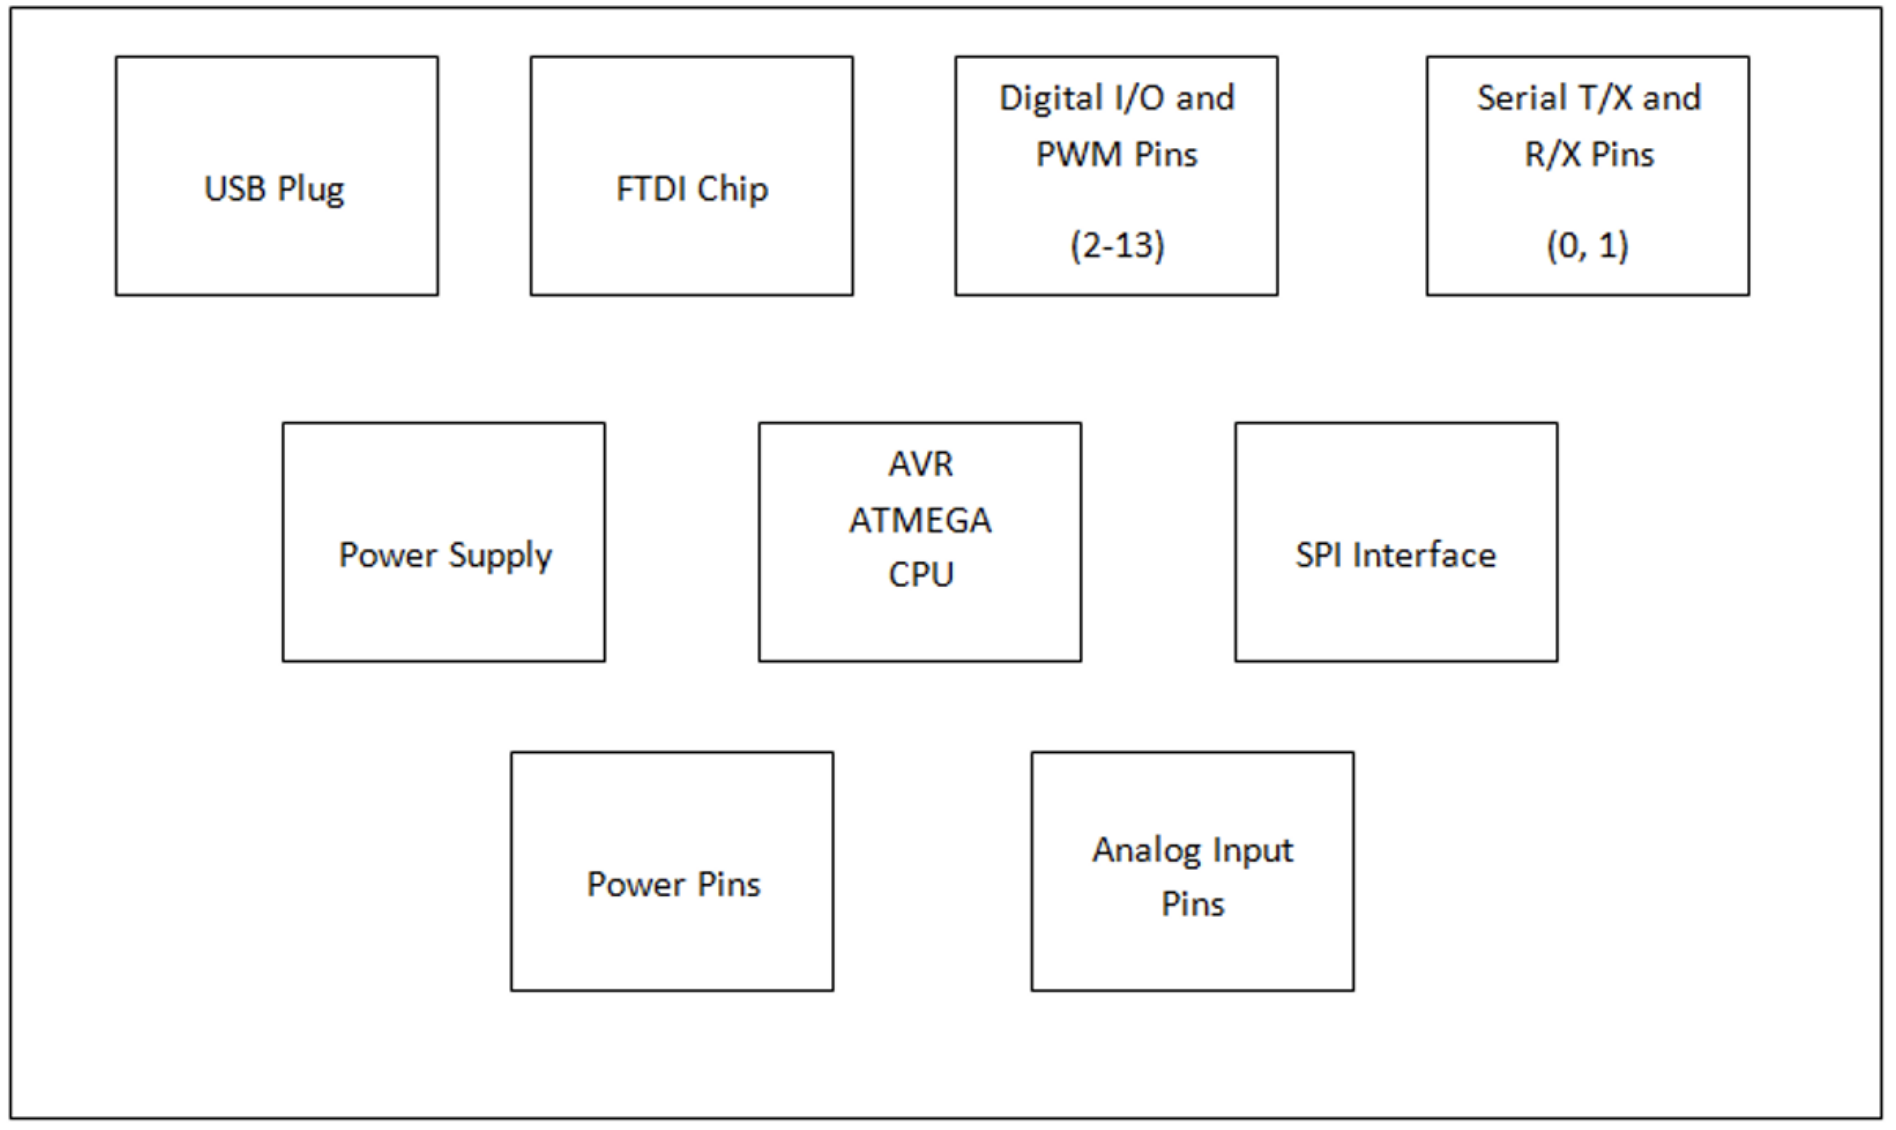 USB Plug
FTDI Chip
Digital I/O and
PWM Pins
(2-13)
Serial T/X and
R/X Pins
(0, 1)
Power Supply
AVR
ATMEGA
CPU
SPI Interface
Power Pins
Analog Input
Pins